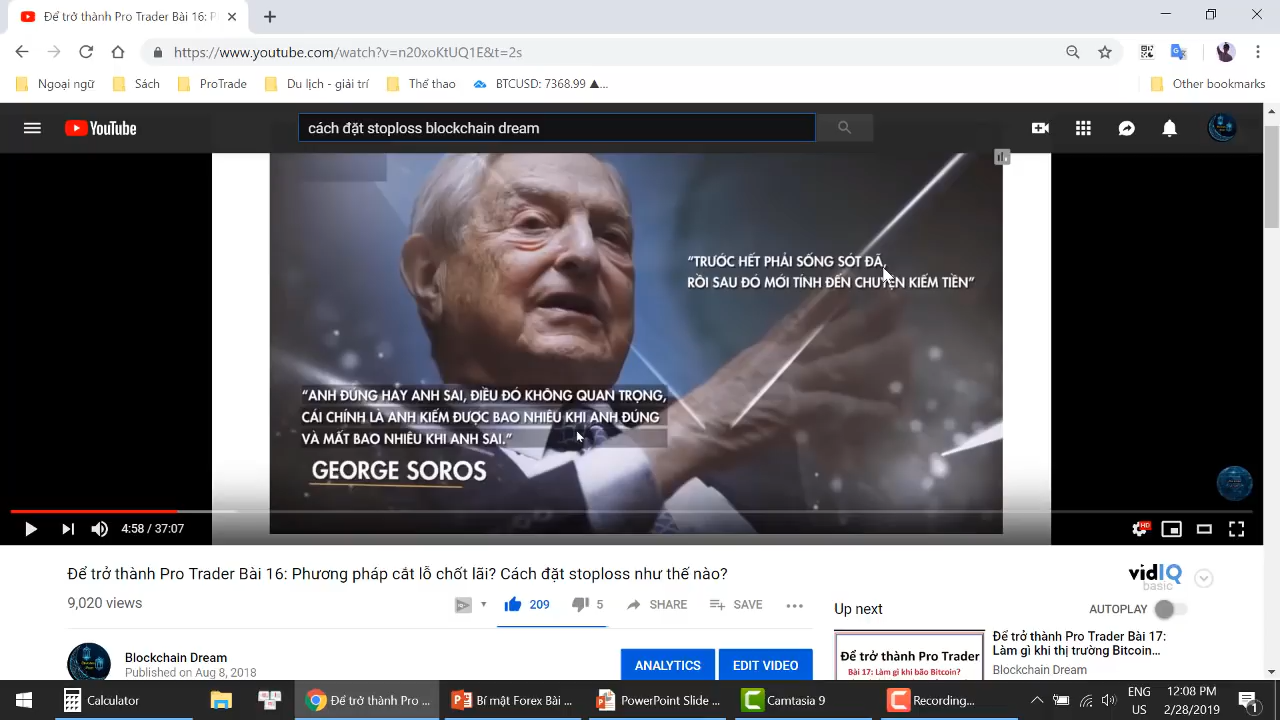 Để trở thành Pro Trader Bài 16: P
https://www.youtube.com/watch?v=n20xoKtUQ1E&t=2s
Ngoại ngữ
Sách
ProTrade
Du lịch - giải trí
Thể thao
BTCUSD: 7368.99 ▲...
Other bookmarks
YouTube
cách đặt stoploss blockchain dream
“TRƯỚC HẾT PHẢI SỐNG SÓT ĐÃ,
RỒI SAU ĐÓ MỚI TÍNH ĐẾN CHUYỆN KIẾM TIỀN”
“ANH ĐÚNG HAY ANH SAI, ĐIỀU ĐÓ KHÔNG QUAN TRỌNG,
CÁI CHÍNH LÀ ANH KIẾM ĐƯỢC BAO NHIÊU KHI ANH ĐÚNG
VÀ MẤT BAO NHIÊU KHI ANH SAI.”
GEORGE SOROS
4:58 / 37:07
HD
Để trở thành Pro Trader Bài 16: Phương pháp cắt lỗ chốt lãi? Cách đặt stoploss như thế nào?
9,020 views
209
5
SHARE
SAVE
vidIQ
basic
Up next
AUTOPLAY
Blockchain Dream
Published on Aug 8, 2018
ANALYTICS
EDIT VIDEO
Để trở thành Pro Trader
Bài 17: Làm gì khi bão Bitcoin?
Để trở thành Pro Trader Bài 17:
Làm gì khi thị trường Bitcoin...
Blockchain Dream
Calculator
Để trở thành Pro ...
Bí mật Forex Bài ...
PowerPoint Slide ...
Camtasia 9
Recording...
ENG
US
12:08 PM
2/28/2019
1